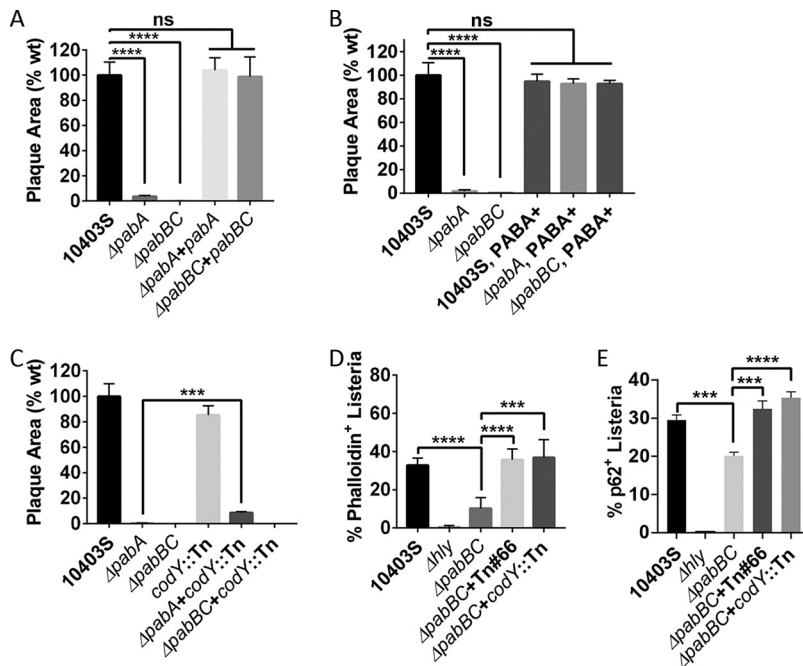 A
Plaque Area (% wt)
120
100
80
60
40
20
0
ns
****
****
10403S
ΔpabA
ΔpabBC
ΔpabA+pabA
ΔpabBC+pabBC
B
Plaque Area (% wt)
120
100
80
60
40
20
0
ns
****
****
10403S
ΔpabA
ΔpabBC
10403S, PABA+
ΔpabA, PABA+
ΔpabBC, PABA+
C
Plaque Area (% wt)
120
100
80
60
40
20
0
***
10403S
ΔpabA
ΔpabBC
codY::Tn
ΔpabA+codY::Tn
ΔpabBC+codY::Tn
D
% Phalloidin+ Listeria
80
60
40
20
0
****
****
***
10403S
Δhly
ΔpabBC
ΔpabBC+Tn#66
ΔpabBC+codY::Tn
E
% p62+ Listeria
40
30
20
10
0
***
***
****
10403S
Δhly
ΔpabBC
ΔpabBC+Tn#66
ΔpabBC+codY::Tn